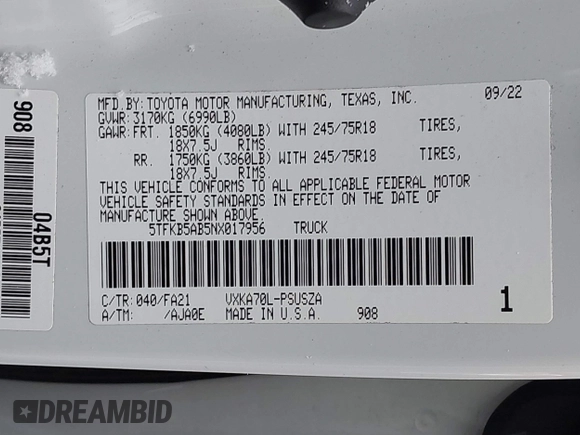 MFD.BY:TOYOTA MOTOR MANUFACTURING, TEXAS, INC. 09/22
GVWR:3170KG (6990LB)
GAWR:FRT. 1850KG (4080LB) WITH 245/75R18 TIRES,
18X7.5J RIMS.
RR. 1750KG (3860LB) WITH 245/75R18 TIRES,
18X7.5J RIMS.
THIS VEHICLE CONFORMS TO ALL APPLICABLE FEDERAL MOTOR
VEHICLE SAFETY STANDARDS IN EFFECT ON THE DATE OF
MANUFACTURE SHOWN ABOVE.
5TFKB5AB5NX017956 TRUCK
C/TR:040/FA21 VXKA70L-PSUSZA
A/TM: /AJA0E MADE IN U.S.A. 908
1
908
04B5T
DREAMBID